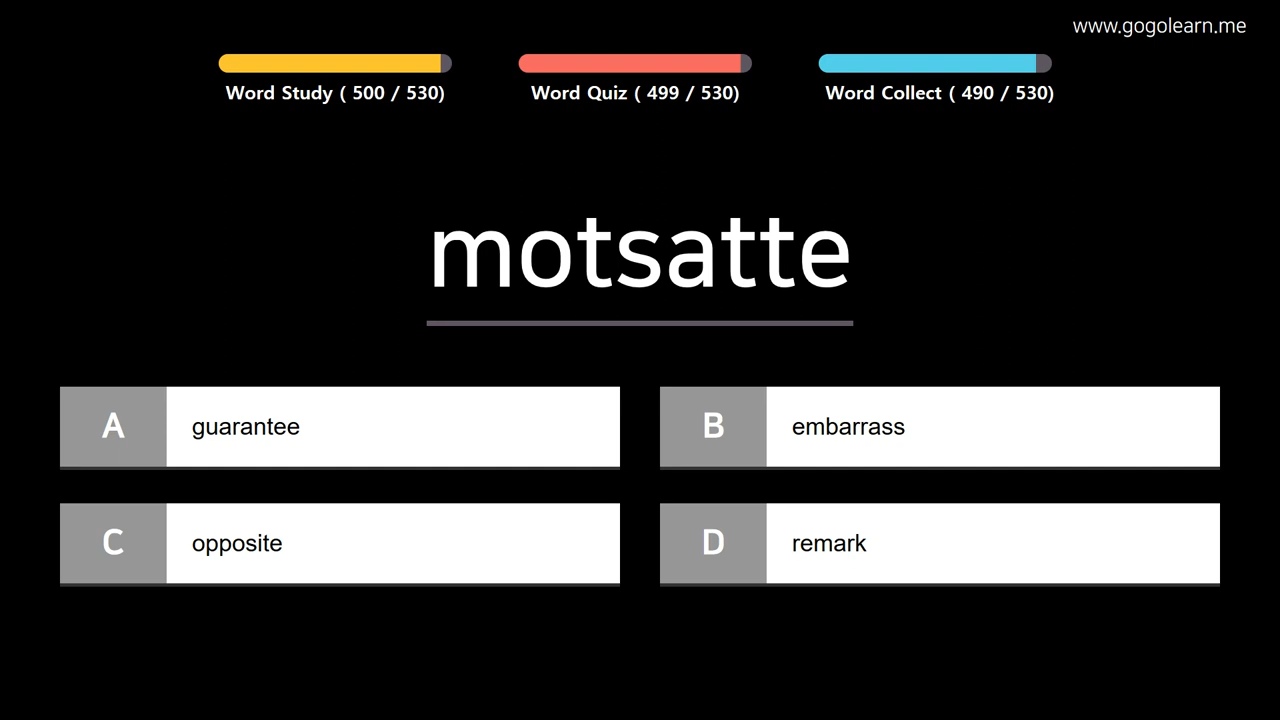 www.gogolearn.me
Word Study ( 500 / 530)
Word Quiz ( 499 / 530)
Word Collect ( 490 / 530)
motsatte
A
guarantee
B
embarrass
C
opposite
D
remark